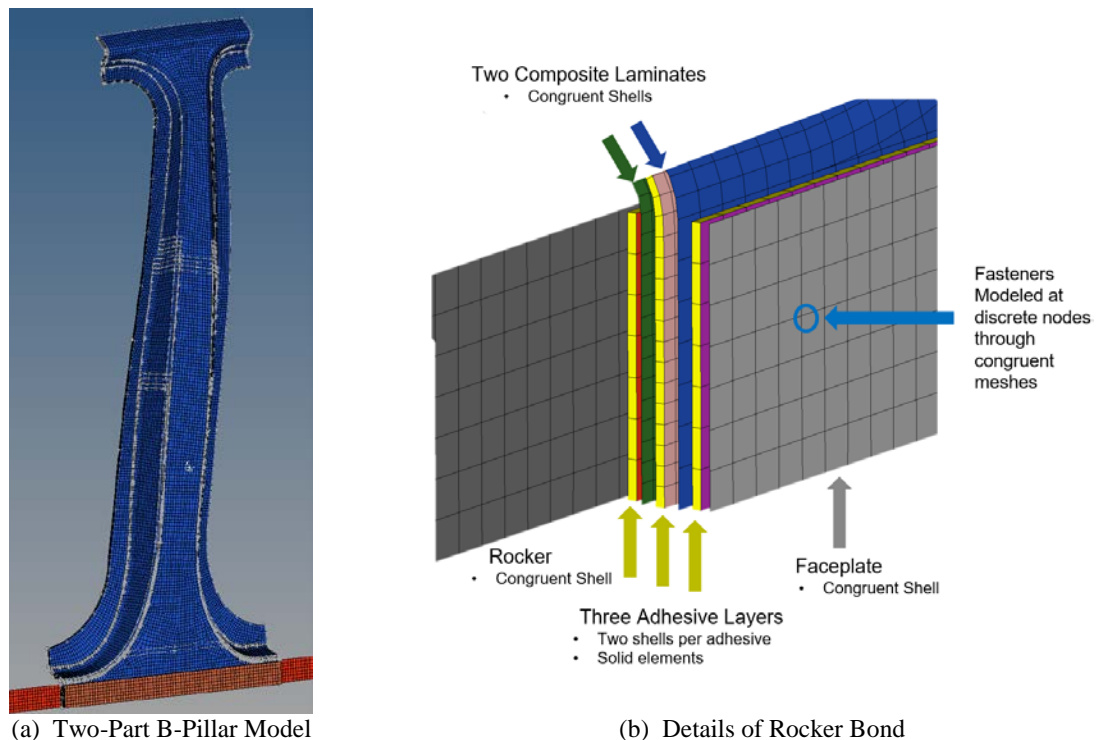 Two Composite Laminates
• Congruent Shells
Fasteners
Modeled at
discrete nodes
through
congruent
meshes
Rocker
• Congruent Shell
Faceplate
• Congruent Shell
Three Adhesive Layers
• Two shells per adhesive
• Solid elements
(a) Two-Part B-Pillar Model
(b) Details of Rocker Bond